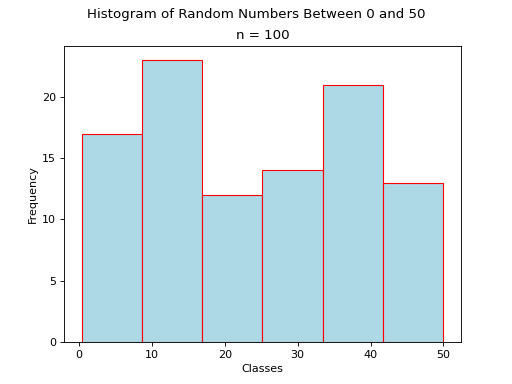 Histogram of Random Numbers Between 0 and 50
n = 100
20
15
10
5
0
Frequency
0 10 20 30 40 50
Classes